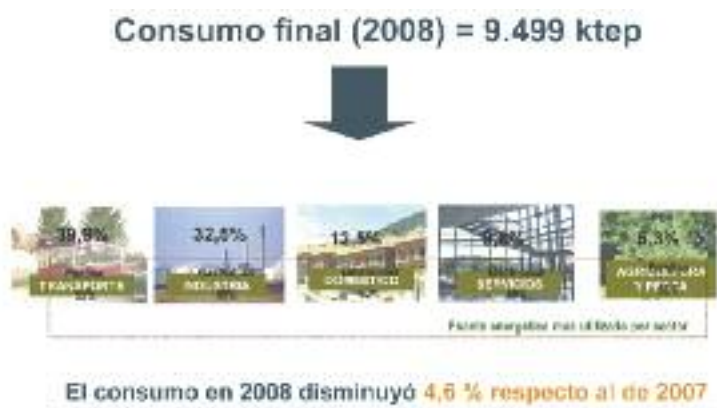 Consumo final (2008) = 9.499 ktep
39,9% 32,6% 13,5% 5,3%
TRANSPORTE INDUSTRIA DOMÉSTICO SERVICIOS AGRICULTURA Y PESCA
Fuente energética más utilizada por sector
El consumo en 2008 disminuyó 4,6 % respecto al de 2007